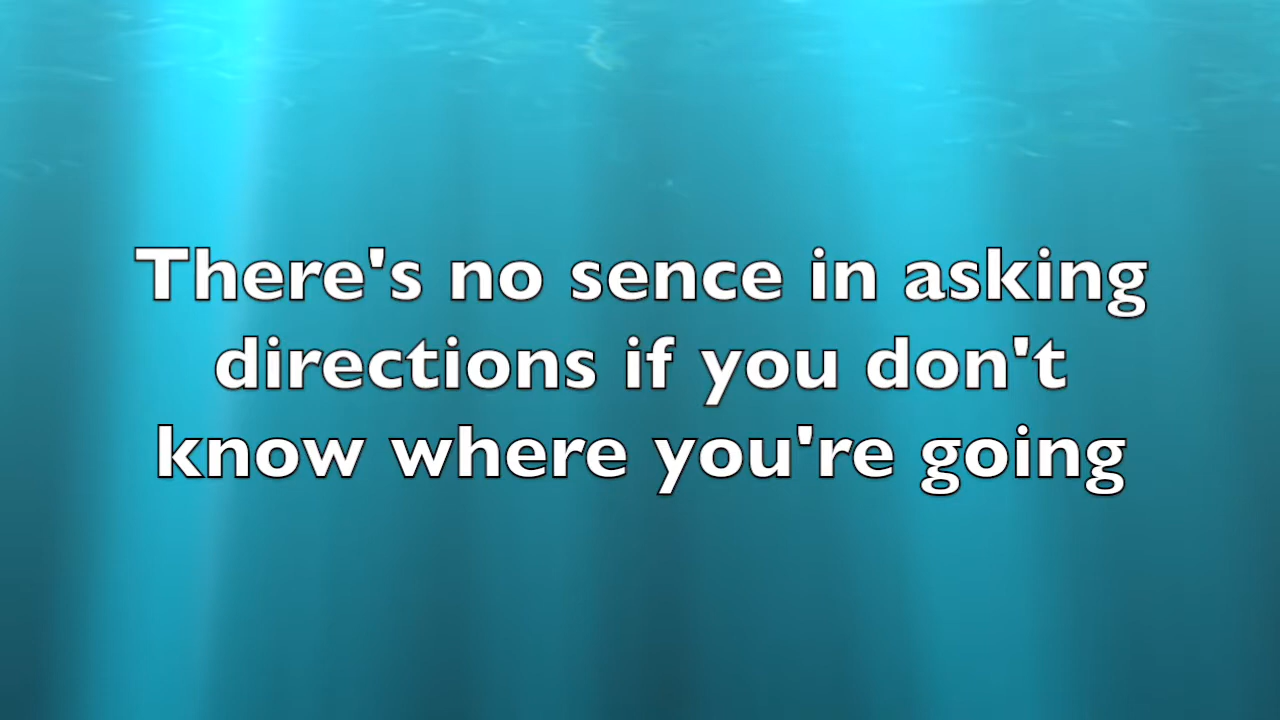 There's no sence in asking
directions if you don't
know where you're going